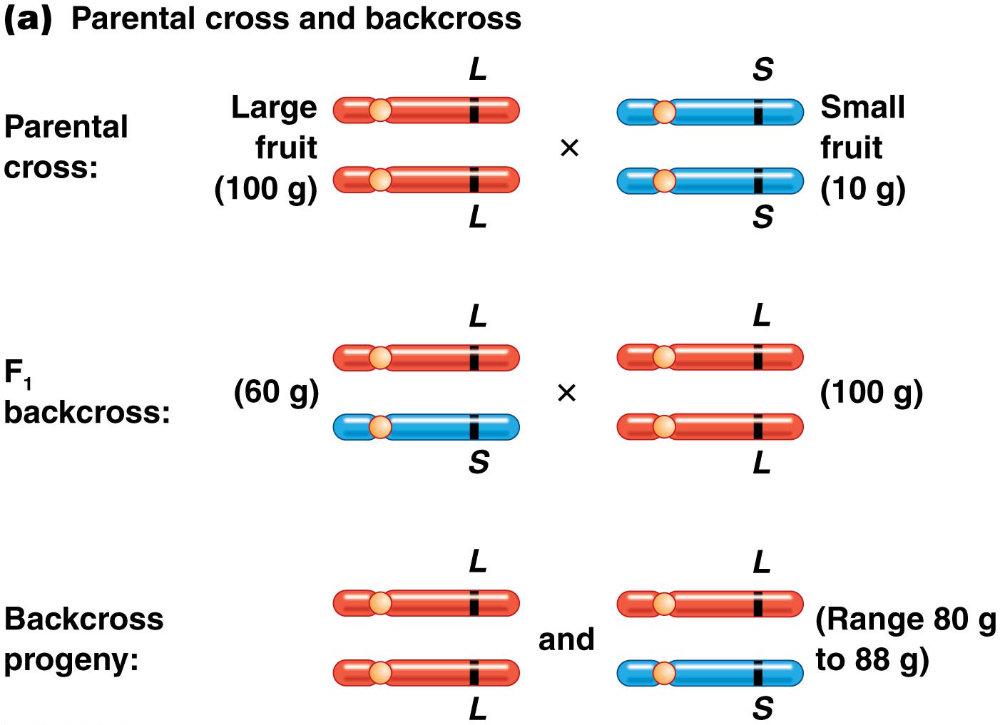 (a) Parental cross and backcross
L
S
Parental
cross:
Large
fruit
(100 g)
×
Small
fruit
(10 g)
L
S
L
L
F₁
backcross:
(60 g)
×
(100 g)
S
L
L
L
Backcross
progeny:
and
(Range 80 g
to 88 g)
L
S